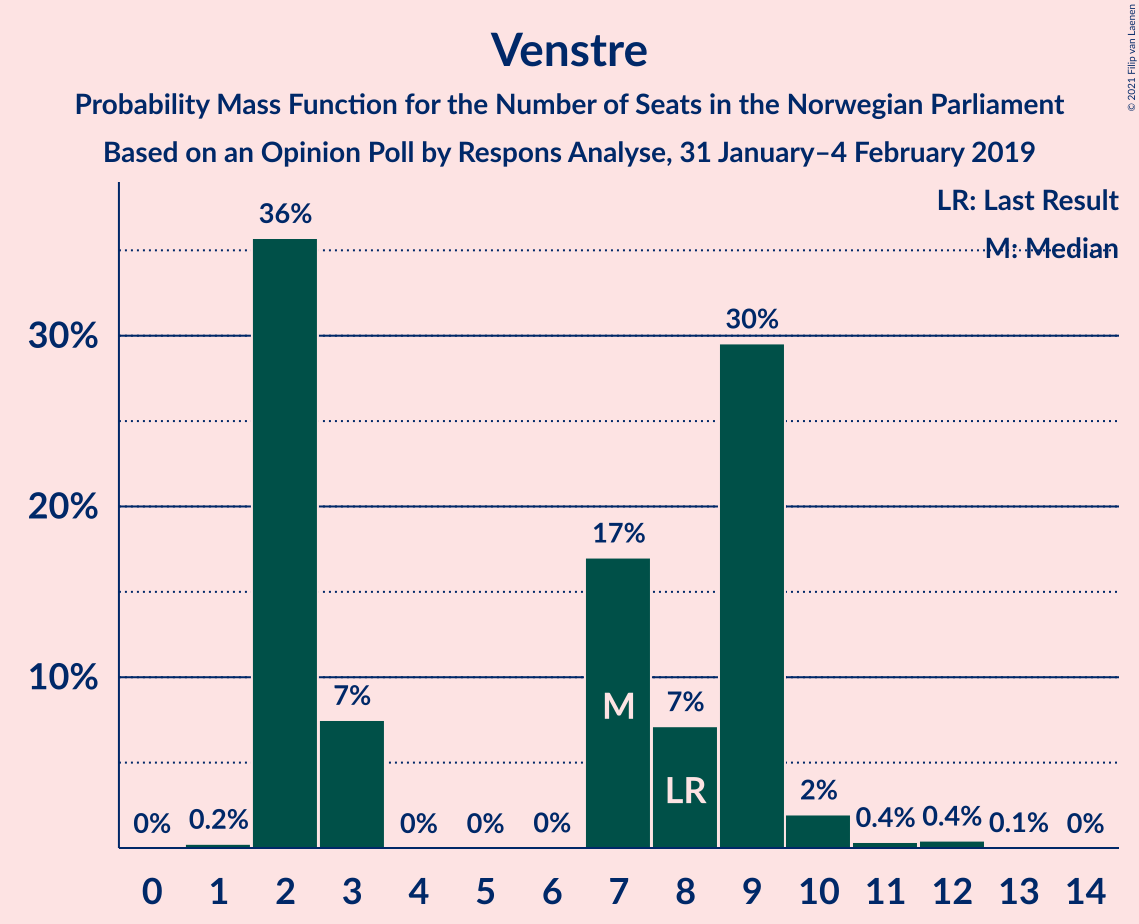 Venstre
Probability Mass Function for the Number of Seats in the Norwegian Parliament
Based on an Opinion Poll by Respons Analyse, 31 January–4 February 2019
© 2021 Filip van Laenen
LR: Last Result
M: Median
36%
30%
30%
20%
17%
10%
7%
7%
M
LR
0%
0.2%
0%
0%
0%
2%
0.4%
0.4%
0.1%
0%
0 1 2 3 4 5 6 7 8 9 10 11 12 13 14